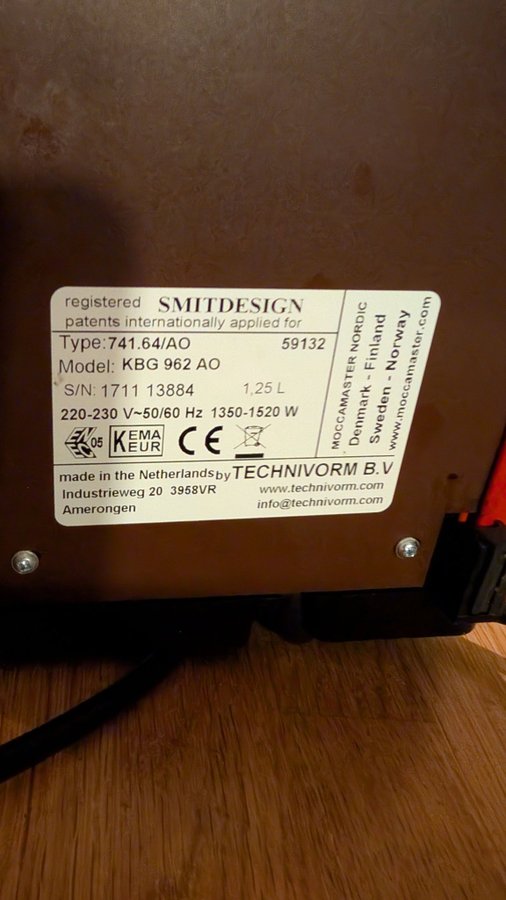 registered SMITDESIGN
patents internationally applied for
Type:741.64/AO 59132
Model: KBG 962 AO
S/N: 1711 13884 1,25 L
220-230 V~50/60 Hz 1350-1520 W
05 KEMA
EUR CE
made in the Netherlands by TECHNIVORM B.V
Industrieweg 20 3958VR www.technivorm.com
Amerongen info@technivorm.com
MOCCAMASTER NORDIC
Denmark - Finland
Sweden - Norway
www.moccamaster.com